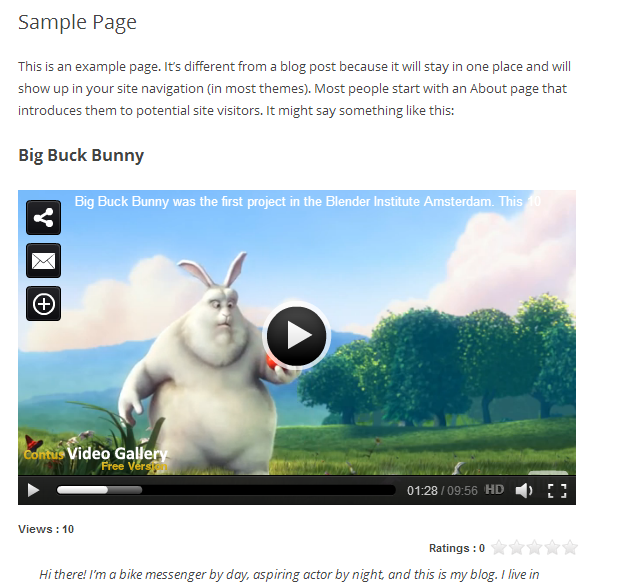 Sample Page
This is an example page. It's different from a blog post because it will stay in one place and will
show up in your site navigation (in most themes). Most people start with an About page that
introduces them to potential site visitors. It might say something like this:
Big Buck Bunny
Big Buck Bunny was the first project in the Blender Institute Amsterdam. This 10
Contus Video Gallery
Free Version
01:28 / 09:56 HD
Views : 10
Ratings : 0
Hi there! I'm a bike messenger by day, aspiring actor by night, and this is my blog. I live in